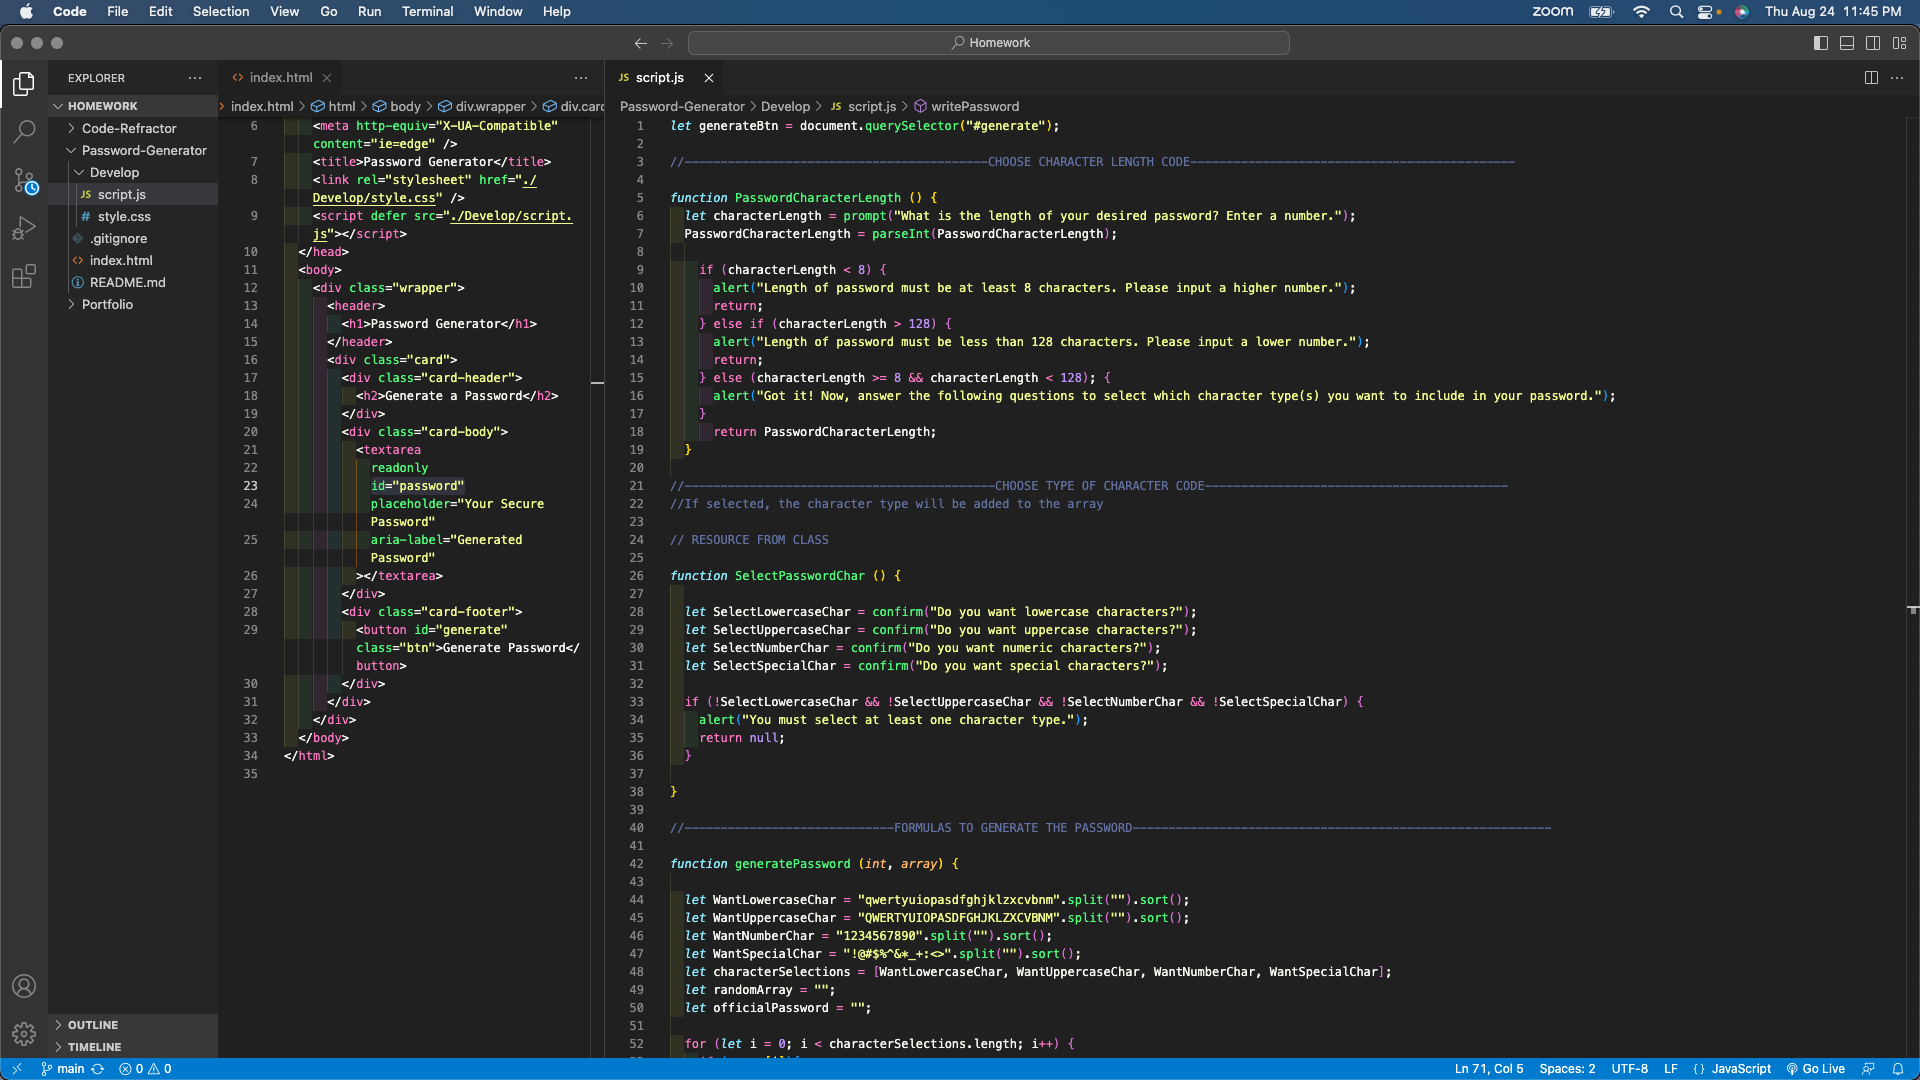 Code File Edit Selection View Go Run Terminal Window Help
zoom Thu Aug 24 11:45 PM
Homework
EXPLORER
HOMEWORK
Code-Refractor
Password-Generator
Develop
JS script.js
# style.css
.gitignore
<> index.html
README.md
Portfolio
OUTLINE
TIMELINE
<> index.html
index.html > html > body > div.wrapper > div.card
6 <meta http-equiv="X-UA-Compatible"
content="ie=edge" />
7 <title>Password Generator</title>
8 <link rel="stylesheet" href="./
Develop/style.css" />
9 <script defer src="./Develop/script.
js"></script>
10 </head>
11 <body>
12 <div class="wrapper">
13 <header>
14 <h1>Password Generator</h1>
15 </header>
16 <div class="card">
17 <div class="card-header">
18 <h2>Generate a Password</h2>
19 </div>
20 <div class="card-body">
21 <textarea
22 readonly
23 id="password"
24 placeholder="Your Secure
Password"
25 aria-label="Generated
Password"
26 ></textarea>
27 </div>
28 <div class="card-footer">
29 <button id="generate"
class="btn">Generate Password</
button>
30 </div>
31 </div>
32 </div>
33 </body>
34 </html>
35
JS script.js
Password-Generator > Develop > JS script.js > writePassword
1 let generateBtn = document.querySelector("#generate");
2
3 //------------------------------------------CHOOSE CHARACTER LENGTH CODE---------------------------------------------
4
5 function PasswordCharacterLength () {
6 let characterLength = prompt("What is the length of your desired password? Enter a number.");
7 PasswordCharacterLength = parseInt(PasswordCharacterLength);
8
9 if (characterLength < 8) {
10 alert("Length of password must be at least 8 characters. Please input a higher number.");
11 return;
12 } else if (characterLength > 128) {
13 alert("Length of password must be less than 128 characters. Please input a lower number.");
14 return;
15 } else (characterLength >= 8 && characterLength < 128); {
16 alert("Got it! Now, answer the following questions to select which character type(s) you want to include in your password.");
17 }
18 return PasswordCharacterLength;
19 }
20
21 //-------------------------------------------CHOOSE TYPE OF CHARACTER CODE------------------------------------------
22 //If selected, the character type will be added to the array
23
24 // RESOURCE FROM CLASS
25
26 function SelectPasswordChar () {
27
28 let SelectLowercaseChar = confirm("Do you want lowercase characters?");
29 let SelectUppercaseChar = confirm("Do you want uppercase characters?");
30 let SelectNumberChar = confirm("Do you want numeric characters?");
31 let SelectSpecialChar = confirm("Do you want special characters?");
32
33 if (!SelectLowercaseChar && !SelectUppercaseChar && !SelectNumberChar && !SelectSpecialChar) {
34 alert("You must select at least one character type.");
35 return null;
36 }
37
38 }
39
40 //-----------------------------FORMULAS TO GENERATE THE PASSWORD----------------------------------------------------------
41
42 function generatePassword (int, array) {
43
44 let WantLowercaseChar = "qwertyuiopasdfghjklzxcvbnm".split("").sort();
45 let WantUppercaseChar = "QWERTYUIOPASDFGHJKLZXCVBNM".split("").sort();
46 let WantNumberChar = "1234567890".split("").sort();
47 let WantSpecialChar = "!@#$%^&*_+:<>".split("").sort();
48 let characterSelections = [WantLowercaseChar, WantUppercaseChar, WantNumberChar, WantSpecialChar];
49 let randomArray = "";
50 let officialPassword = "";
51
52 for (let i = 0; i < characterSelections.length; i++) {
main 0 0
Ln 71, Col 5 Spaces: 2 UTF-8 LF {} JavaScript Go Live